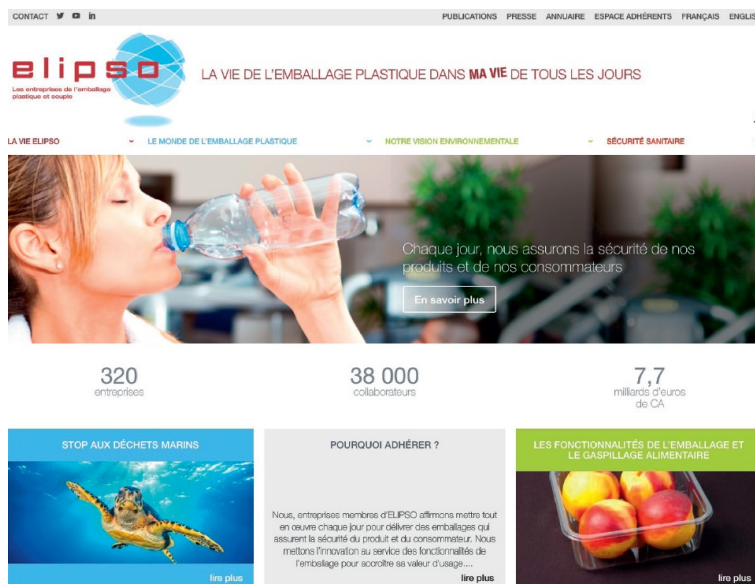 CONTACT
PUBLICATIONS PRESSE ANNUAIRE ESPACE ADHÉRENTS FRANÇAIS ENGLIS
elipso
Les entreprises de l'emballage
plastique et souple
LA VIE DE L'EMBALLAGE PLASTIQUE DANS MA VIE DE TOUS LES JOURS
LA VIE ELIPSO
LE MONDE DE L'EMBALLAGE PLASTIQUE
NOTRE VISION ENVIRONNEMENTALE
SÉCURITÉ SANITAIRE
Chaque jour, nous assurons la sécurité de nos
produits et de nos consommateurs
En savoir plus
320
entreprises
38 000
collaborateurs
7,7
milliards d'euros
de CA
STOP AUX DÉCHETS MARINS
lire plus
POURQUOI ADHÉRER ?
Nous, entreprises membres d'ELIPSO affirmons mettre tout
en œuvre chaque jour pour délivrer des emballages qui
assurent la sécurité du produit et du consommateur. Nous
mettons l'innovation au service des fonctionnalités de
l'emballage pour accroître sa valeur d'usage....
lire plus
LES FONCTIONNALITÉS DE L'EMBALLAGE ET
LE GASPILLAGE ALIMENTAIRE
lire plus